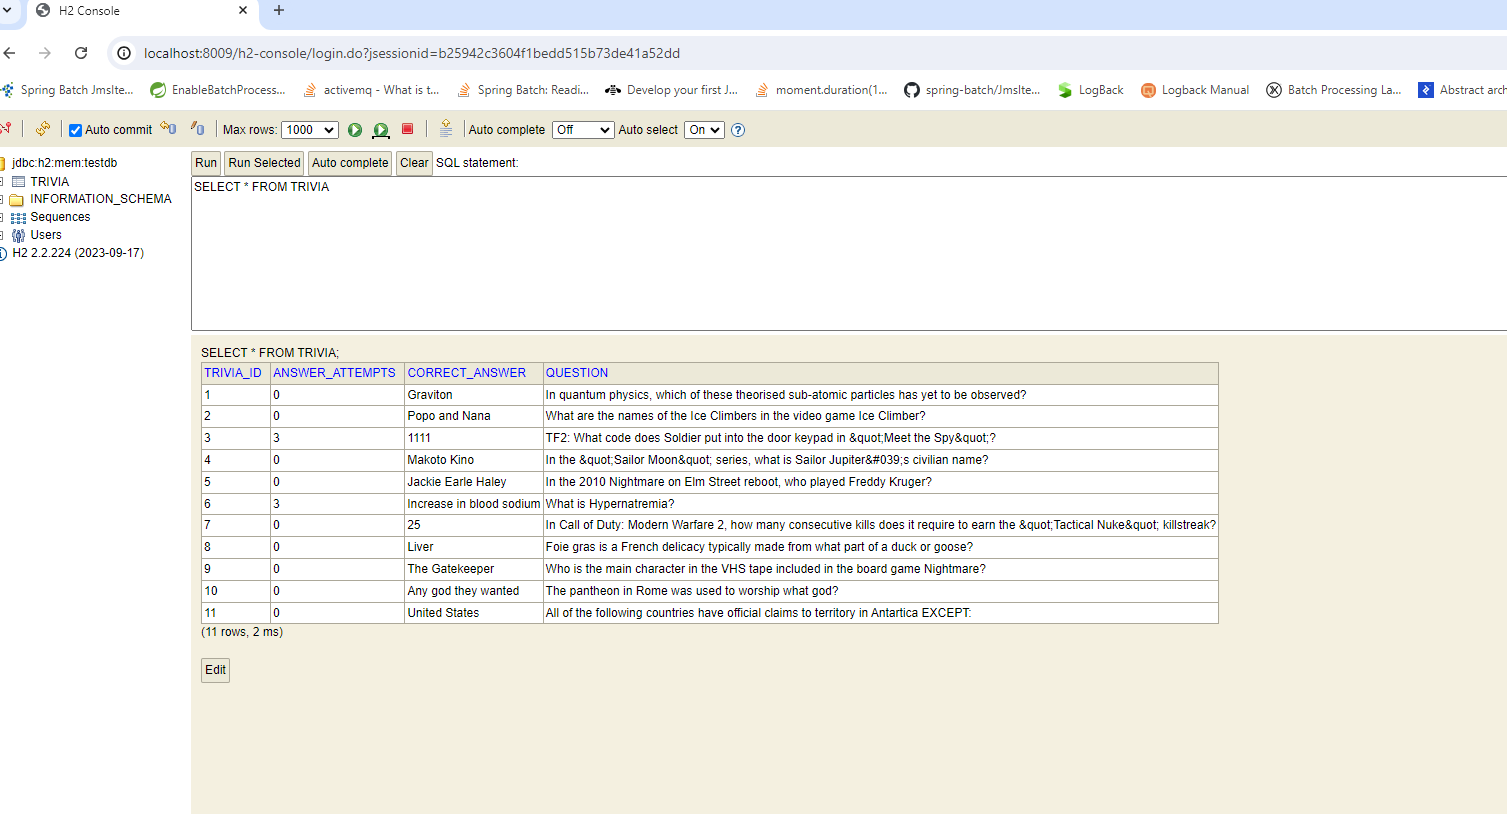 H2 Console
localhost:8009/h2-console/login.do?jsessionid=b25942c3604f1bedd515b73de41a52dd
Spring Batch JmsIte... EnableBatchProcess... activemq - What is t... Spring Batch: Readi... Develop your first J... moment.duration(1... spring-batch/JmsIte... LogBack Logback Manual Batch Processing La... Abstract arch
Auto commit Max rows: 1000 Auto complete Off Auto select On
jdbc:h2:mem:testdb
TRIVIA
INFORMATION_SCHEMA
Sequences
Users
H2 2.2.224 (2023-09-17)
Run Run Selected Auto complete Clear SQL statement:
SELECT * FROM TRIVIA
SELECT * FROM TRIVIA;
TRIVIA_ID ANSWER_ATTEMPTS CORRECT_ANSWER QUESTION
1 0 Graviton In quantum physics, which of these theorised sub-atomic particles has yet to be observed?
2 0 Popo and Nana What are the names of the Ice Climbers in the video game Ice Climber?
3 3 1111 TF2: What code does Soldier put into the door keypad in &quot;Meet the Spy&quot;?
4 0 Makoto Kino In the &quot;Sailor Moon&quot; series, what is Sailor Jupiter&#039;s civilian name?
5 0 Jackie Earle Haley In the 2010 Nightmare on Elm Street reboot, who played Freddy Kruger?
6 3 Increase in blood sodium What is Hypernatremia?
7 0 25 In Call of Duty: Modern Warfare 2, how many consecutive kills does it require to earn the &quot;Tactical Nuke&quot; killstreak?
8 0 Liver Foie gras is a French delicacy typically made from what part of a duck or goose?
9 0 The Gatekeeper Who is the main character in the VHS tape included in the board game Nightmare?
10 0 Any god they wanted The pantheon in Rome was used to worship what god?
11 0 United States All of the following countries have official claims to territory in Antartica EXCEPT:
(11 rows, 2 ms)
Edit